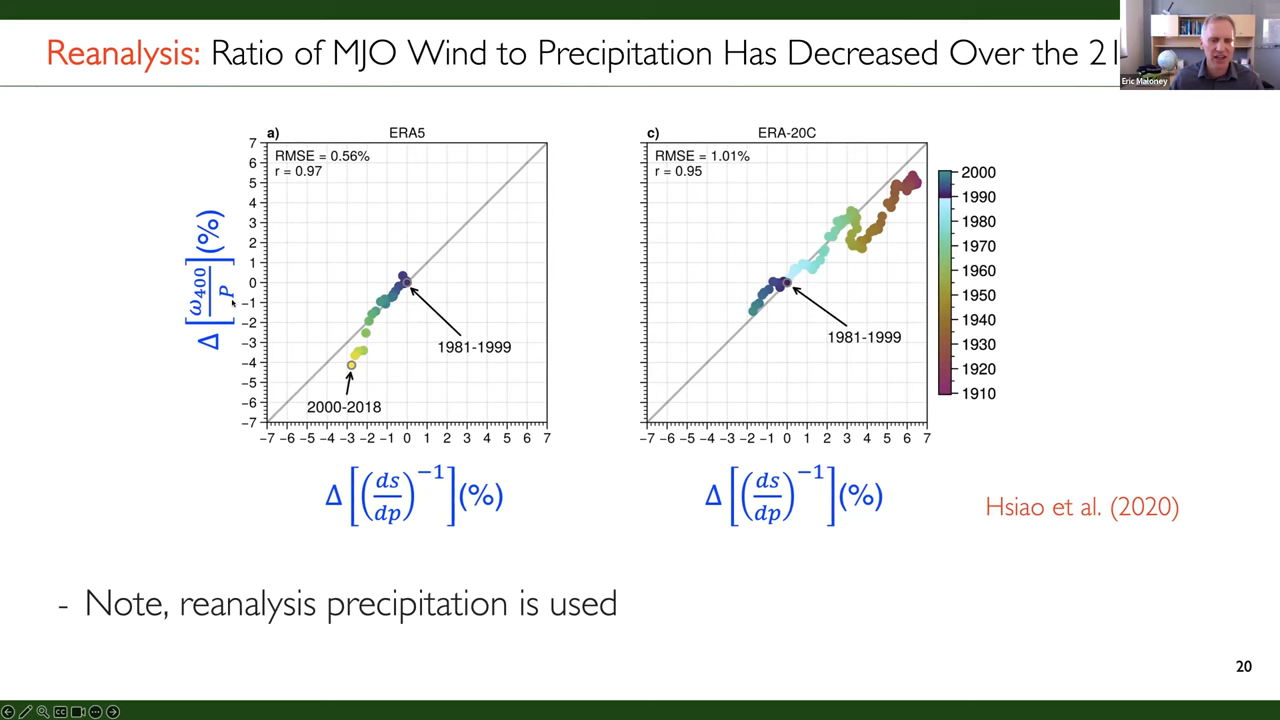 Reanalysis: Ratio of MJO Wind to Precipitation Has Decreased Over the 21
Eric Maloney
a) ERA5
RMSE = 0.56%
r = 0.97
7
6
5
4
3
2
1
0
−1
−2
−3
−4
−5
−6
−7
−7 −6 −5 −4 −3 −2 −1 0 1 2 3 4 5 6 7
Δ [ω400/P] (%)
1981-1999
2000-2018
Δ [(ds/dp)^−1] (%)
c) ERA-20C
RMSE = 1.01%
r = 0.95
1981-1999
−7 −6 −5 −4 −3 −2 −1 0 1 2 3 4 5 6 7
Δ [(ds/dp)^−1] (%)
2000
1990
1980
1970
1960
1950
1940
1930
1920
1910
Hsiao et al. (2020)
- Note, reanalysis precipitation is used
20
CC